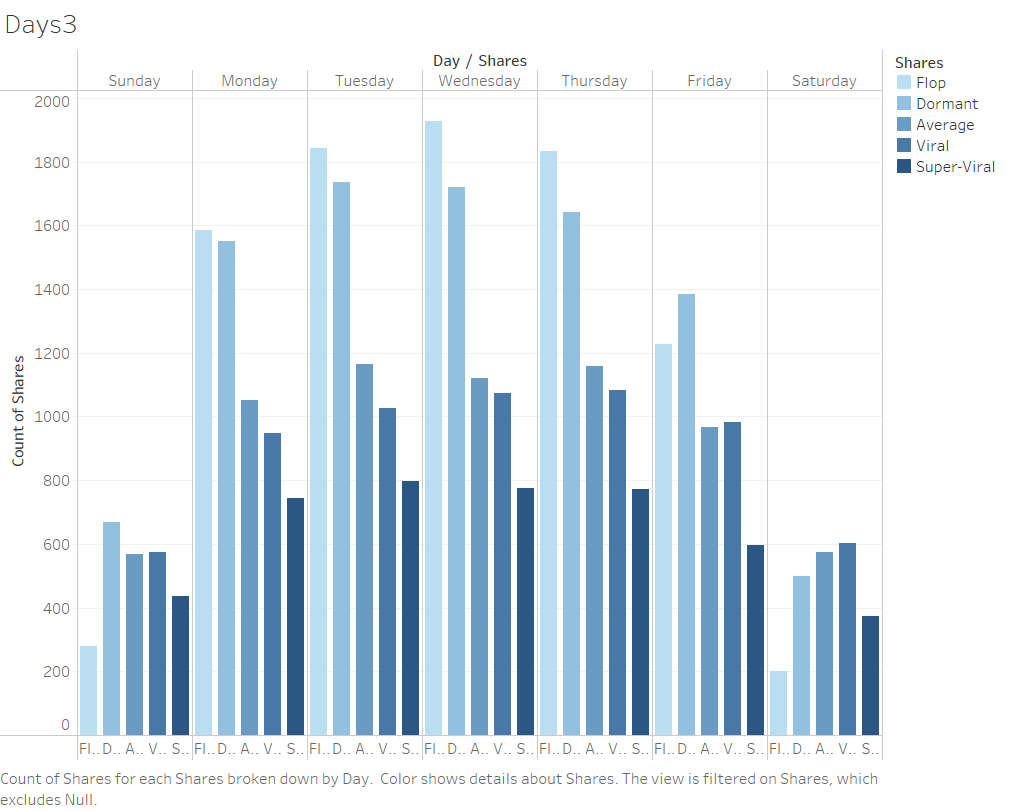 Days3
Day / Shares
Sunday Monday Tuesday Wednesday Thursday Friday Saturday
Shares
Flop
Dormant
Average
Viral
Super-Viral
2000
1800
1600
1400
1200
1000
800
600
400
200
0
Count of Shares
Fl.. D.. A.. V.. S.. Fl.. D.. A.. V.. S.. Fl.. D.. A.. V.. S.. Fl.. D.. A.. V.. S.. Fl.. D.. A.. V.. S.. Fl.. D.. A.. V.. S.. Fl.. D.. A.. V.. S..
Count of Shares for each Shares broken down by Day.  Color shows details about Shares. The view is filtered on Shares, which
excludes Null.